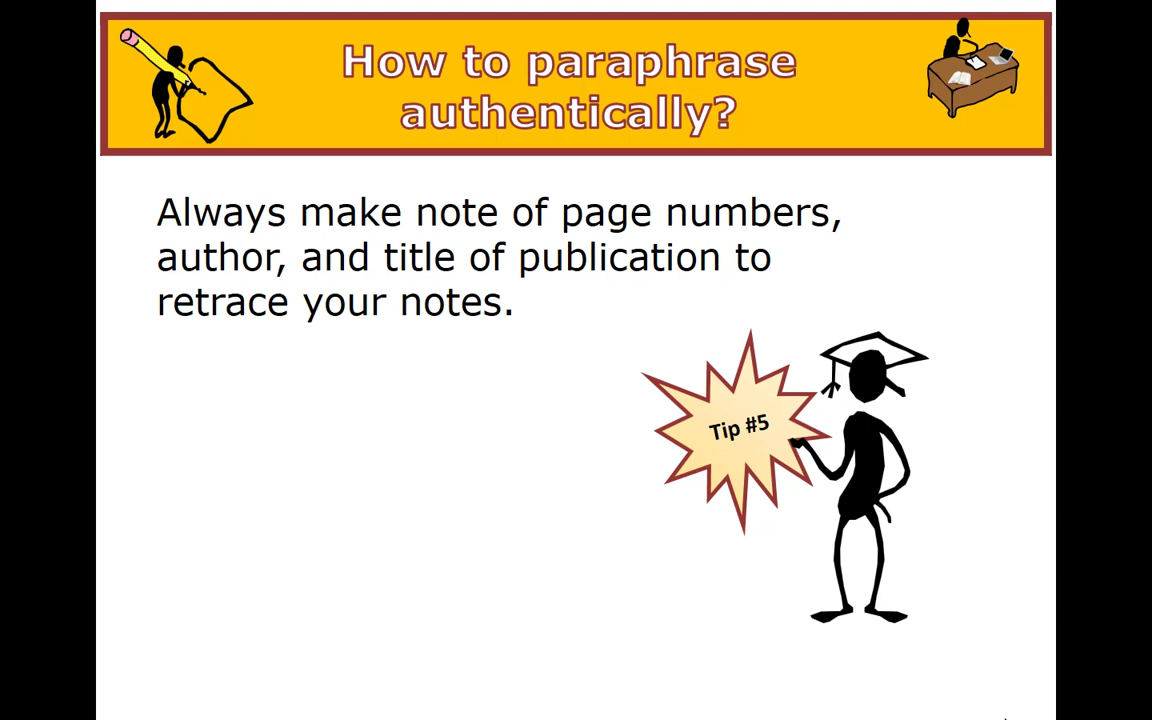 How to paraphrase
authentically?
Always make note of page numbers,
author, and title of publication to
retrace your notes.
Tip #5